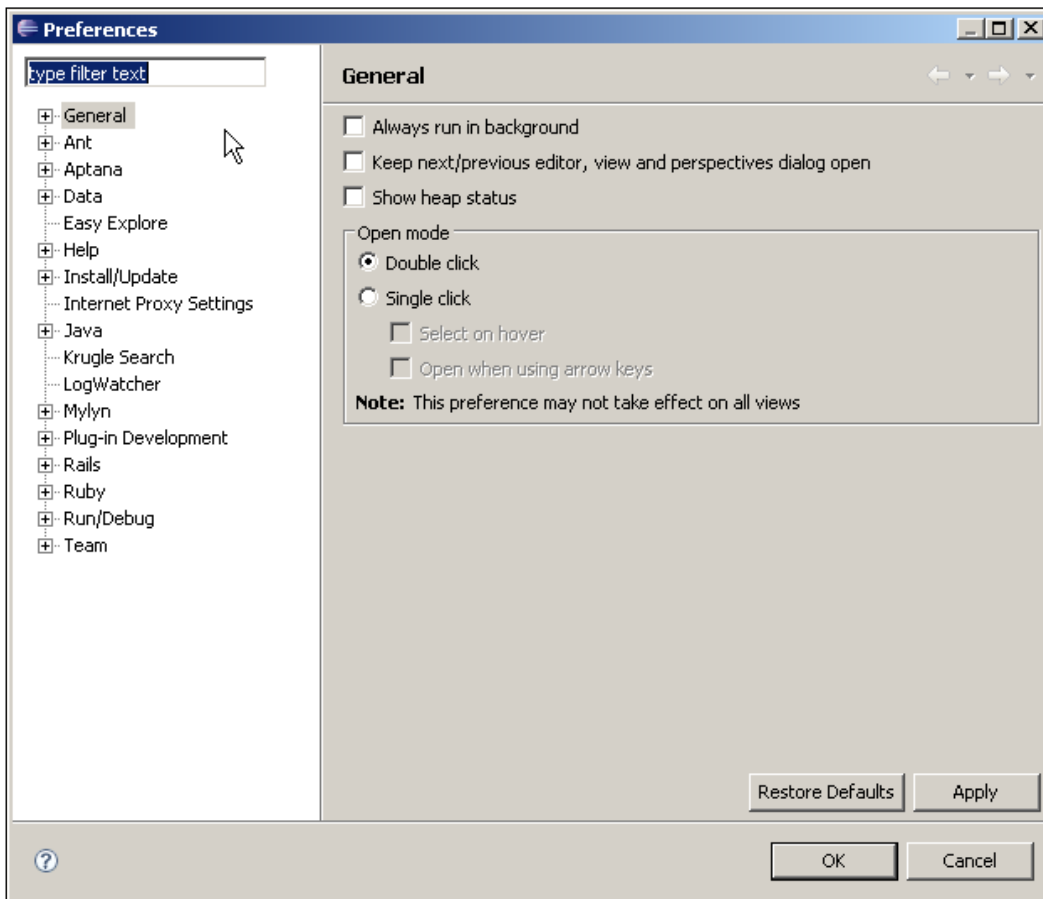 Preferences
type filter text
General
Ant
Aptana
Data
Easy Explore
Help
Install/Update
Internet Proxy Settings
Java
Krugle Search
LogWatcher
Mylyn
Plug-in Development
Rails
Ruby
Run/Debug
Team
General
Always run in background
Keep next/previous editor, view and perspectives dialog open
Show heap status
Open mode
Double click
Single click
Select on hover
Open when using arrow keys
Note: This preference may not take effect on all views
Restore Defaults
Apply
?
OK
Cancel